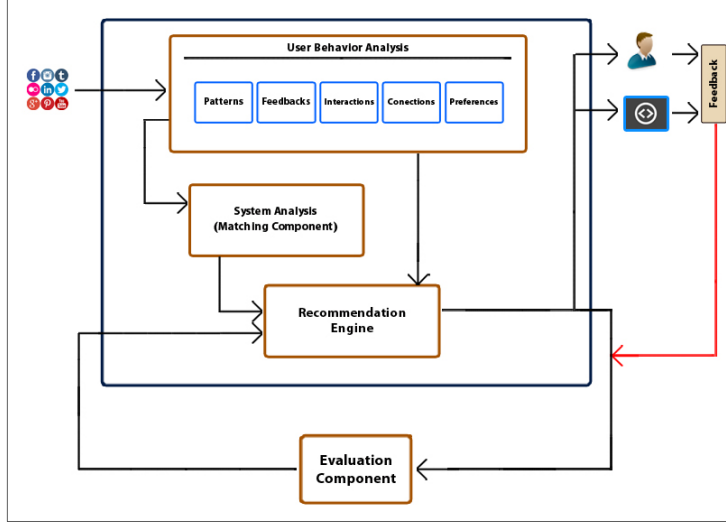 User Behavior Analysis
Patterns
Feedbacks
Interactions
Conections
Preferences
Feedback
System Analysis
(Matching Component)
Recommendation
Engine
Evaluation
Component